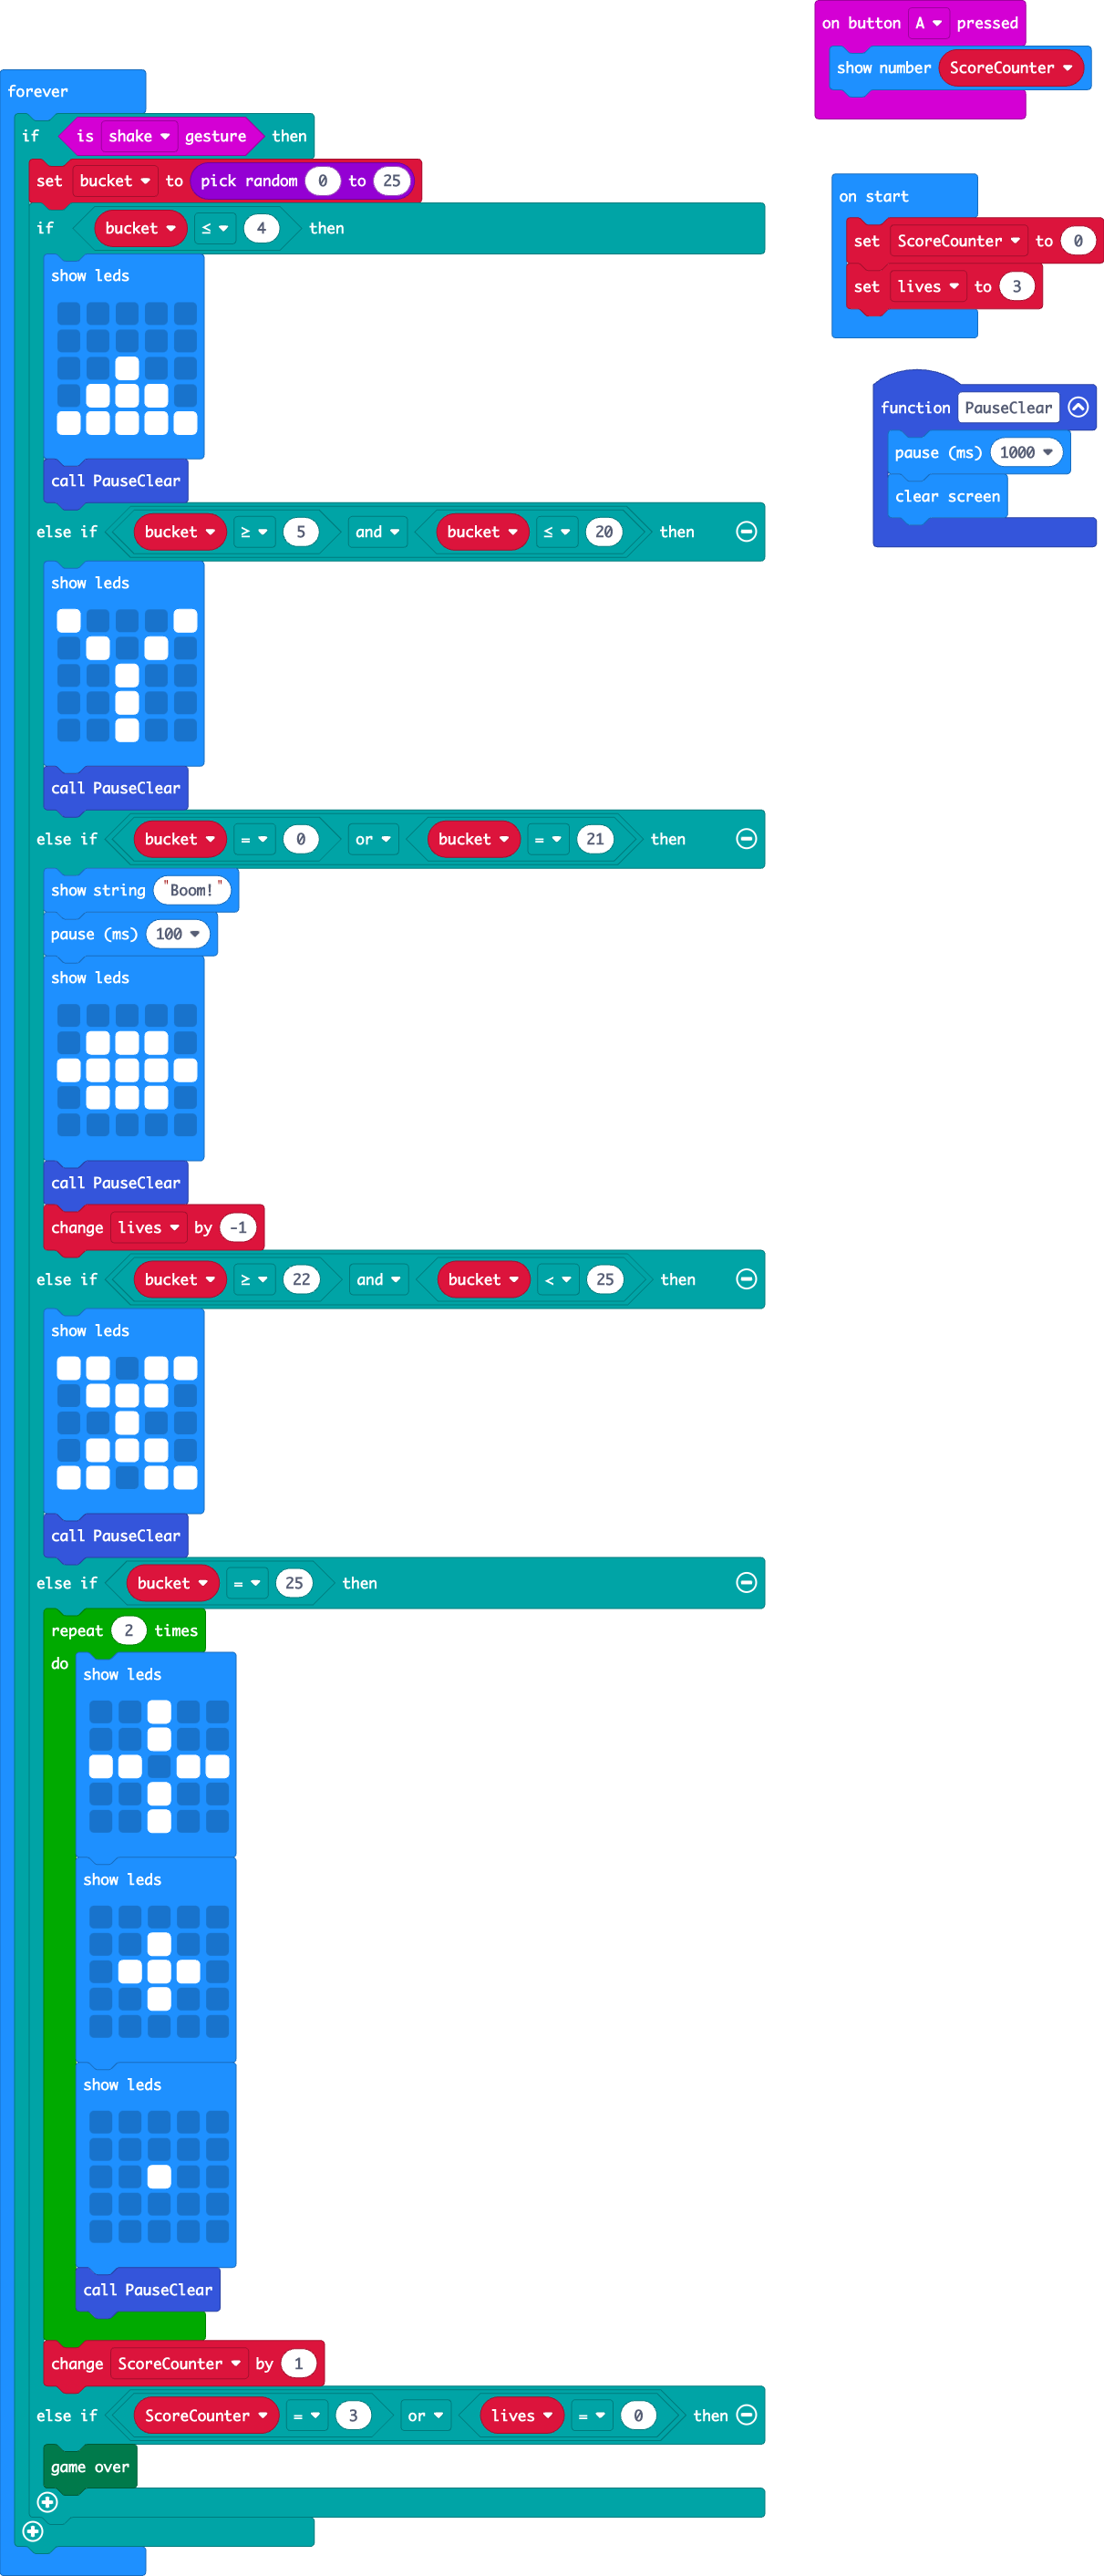 on button A pressed
show number ScoreCounter
forever
if is shake gesture then
set bucket to pick random 0 to 25
on start
set ScoreCounter to 0
set lives to 3
if bucket ≤ 4 then
show leds
call PauseClear
function PauseClear
pause (ms) 1000
clear screen
else if bucket ≥ 5 and bucket ≤ 20 then
show leds
call PauseClear
else if bucket = 0 or bucket = 21 then
show string "Boom!"
pause (ms) 100
show leds
call PauseClear
change lives by -1
else if bucket ≥ 22 and bucket < 25 then
show leds
call PauseClear
else if bucket = 25 then
repeat 2 times
do
show leds
show leds
show leds
call PauseClear
change ScoreCounter by 1
else if ScoreCounter = 3 or lives = 0 then
game over